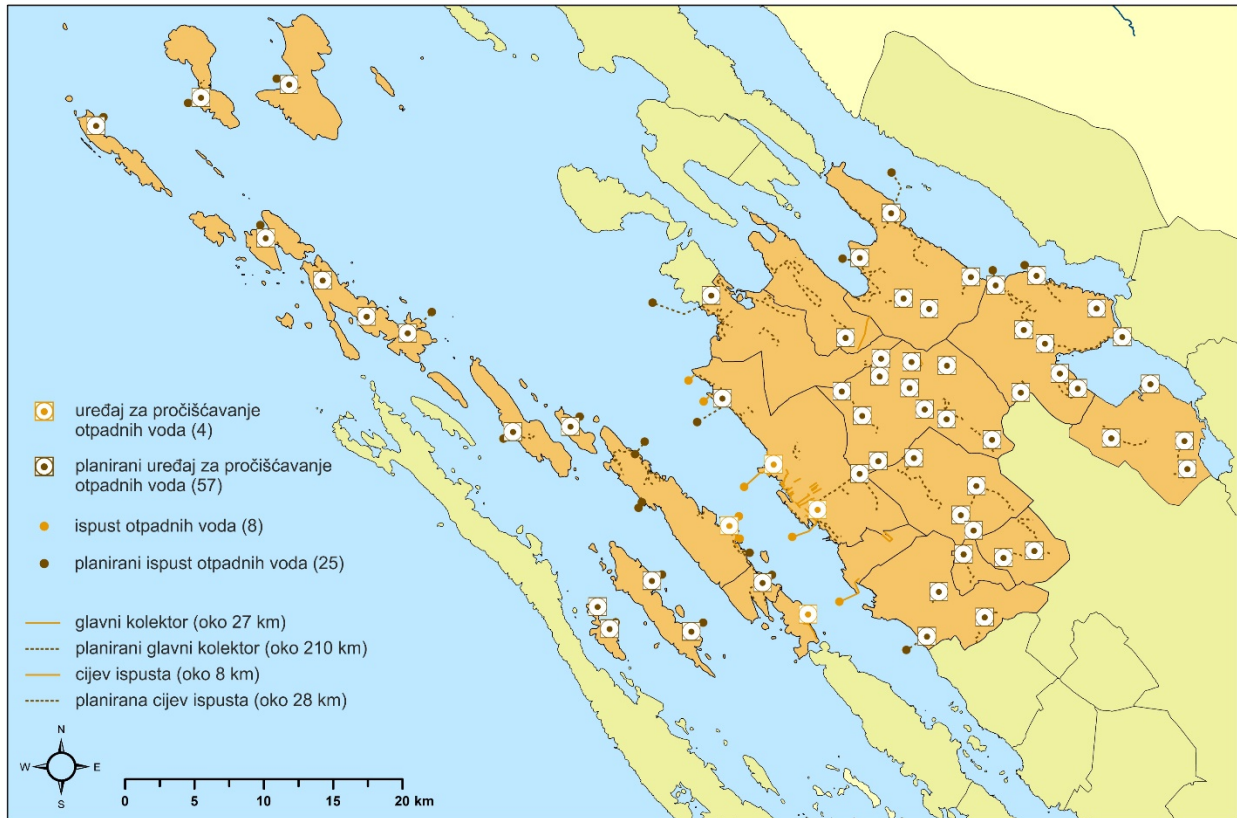 uređaj za pročišćavanje
otpadnih voda (4)
planirani uređaj za pročišćavanje
otpadnih voda (57)
ispust otpadnih voda (8)
planirani ispust otpadnih voda (25)
glavni kolektor (oko 27 km)
planirani glavni kolektor (oko 210 km)
cijev ispusta (oko 8 km)
planirana cijev ispusta (oko 28 km)
N
W E
S
0 5 10 15 20 km